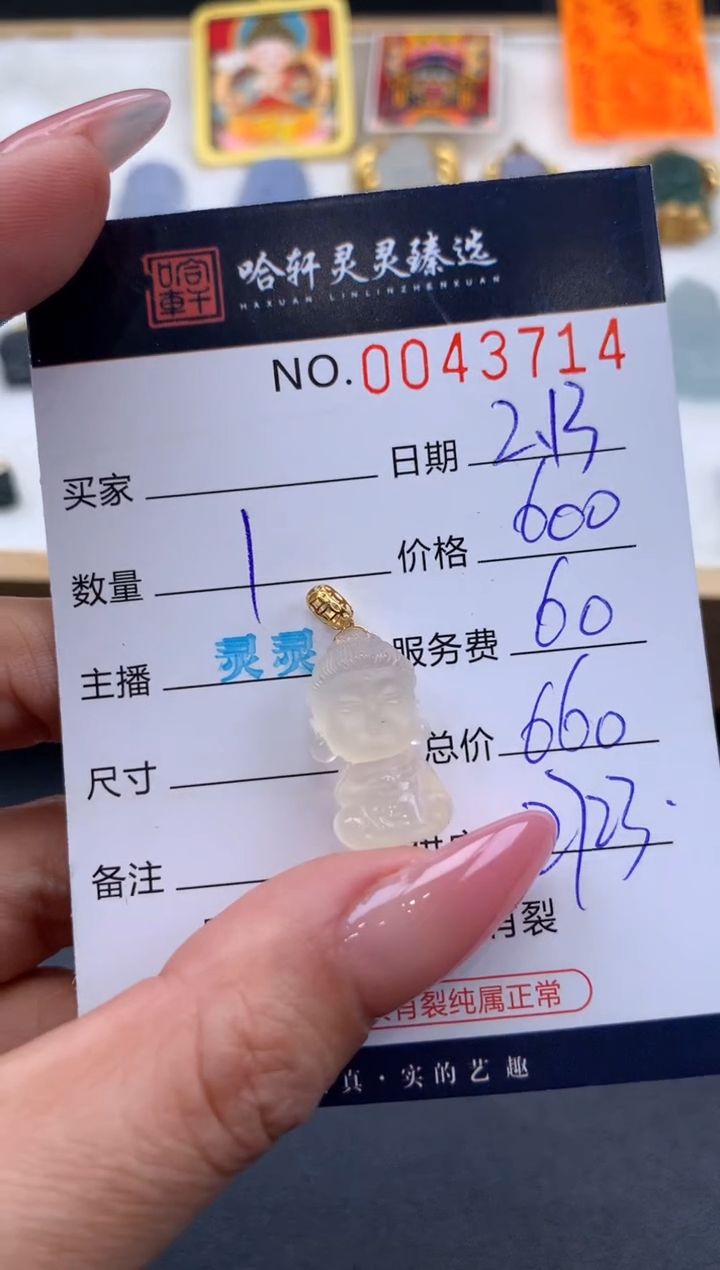 哈轩灵灵臻选
HAXUAN LINLINZHENXUAN
NO.0043714
买家 日期 2.13
数量 1 价格 600
主播 灵灵 服务费 60
尺寸 总价 660
备注
有裂
有裂纯属正常
真·实的艺趣